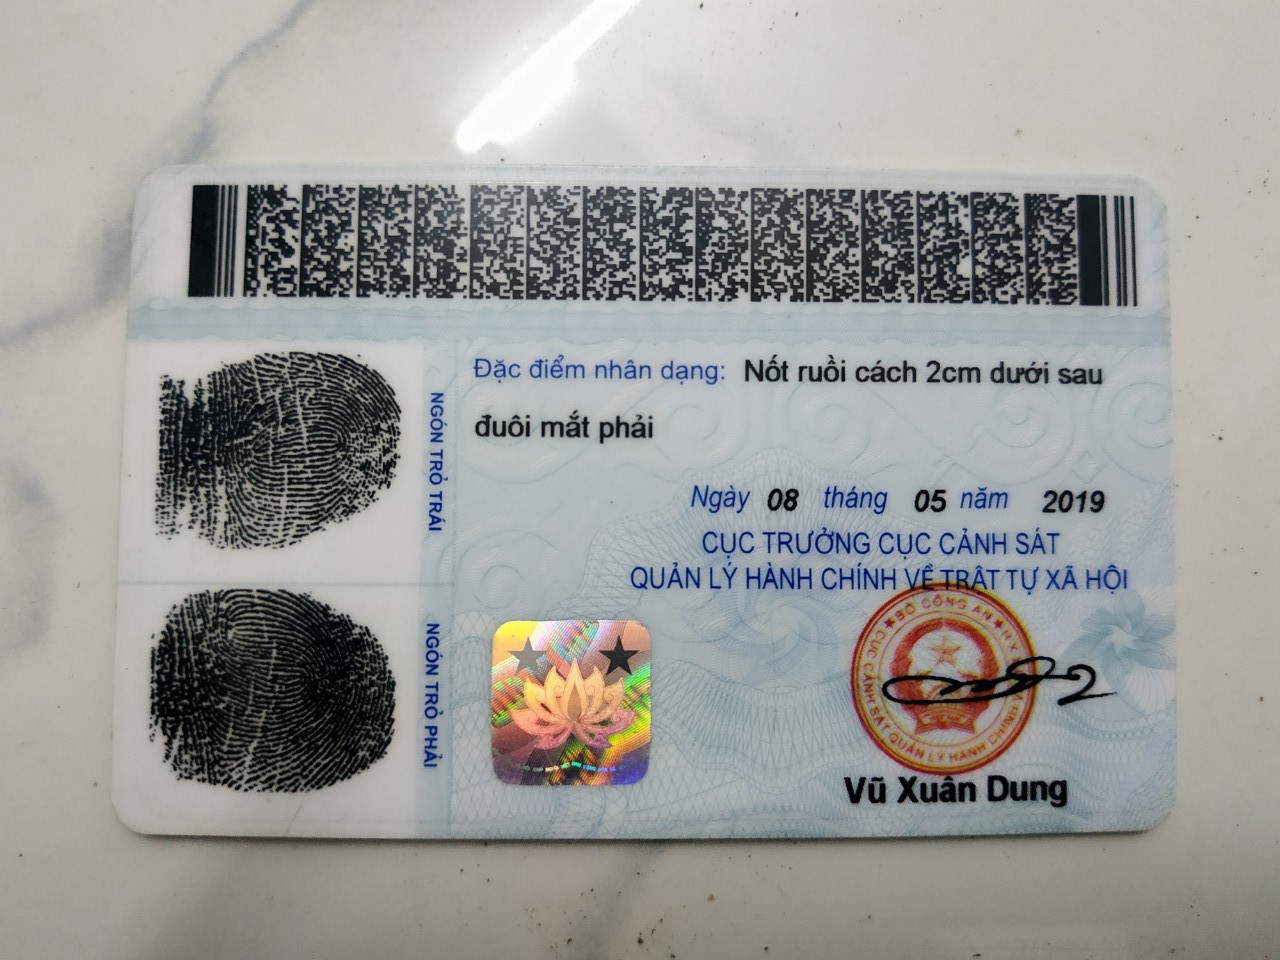 Đặc điểm nhân dạng: Nốt ruồi cách 2cm dưới sau
đuôi mắt phải
NGÓN TRỎ TRÁI
NGÓN TRỎ PHẢI
Ngày 08 tháng 05 năm 2019
CỤC TRƯỞNG CỤC CẢNH SÁT
QUẢN LÝ HÀNH CHÍNH VỀ TRẬT TỰ XÃ HỘI
BỘ CÔNG AN
CỤC CẢNH SÁT QUẢN LÝ HÀNH CHÍNH
Vũ Xuân Dung